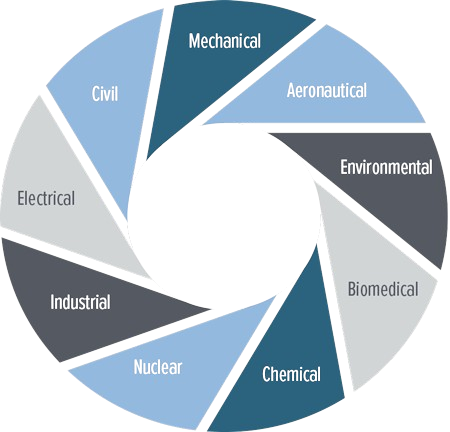 Mechanical
Aeronautical
Environmental
Biomedical
Chemical
Nuclear
Industrial
Electrical
Civil